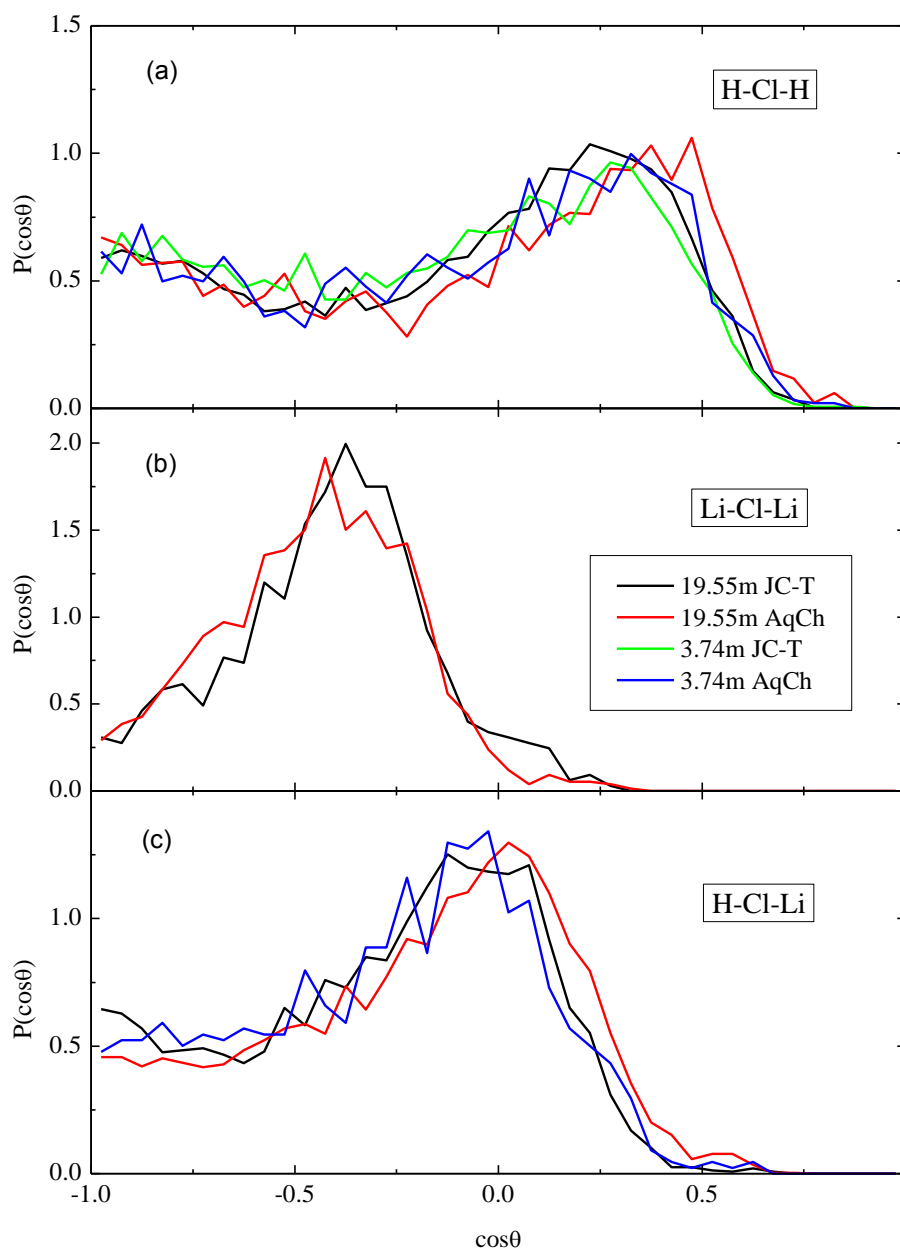 1.5
(a)
H-Cl-H
1.0
P(cosθ)
0.5
0.0
2.0
(b)
Li-Cl-Li
1.5
19.55m JC-T
19.55m AqCh
3.74m JC-T
3.74m AqCh
P(cosθ)
1.0
0.5
0.0
(c)
H-Cl-Li
1.0
P(cosθ)
0.5
0.0
-1.0 -0.5 0.0 0.5
cosθ